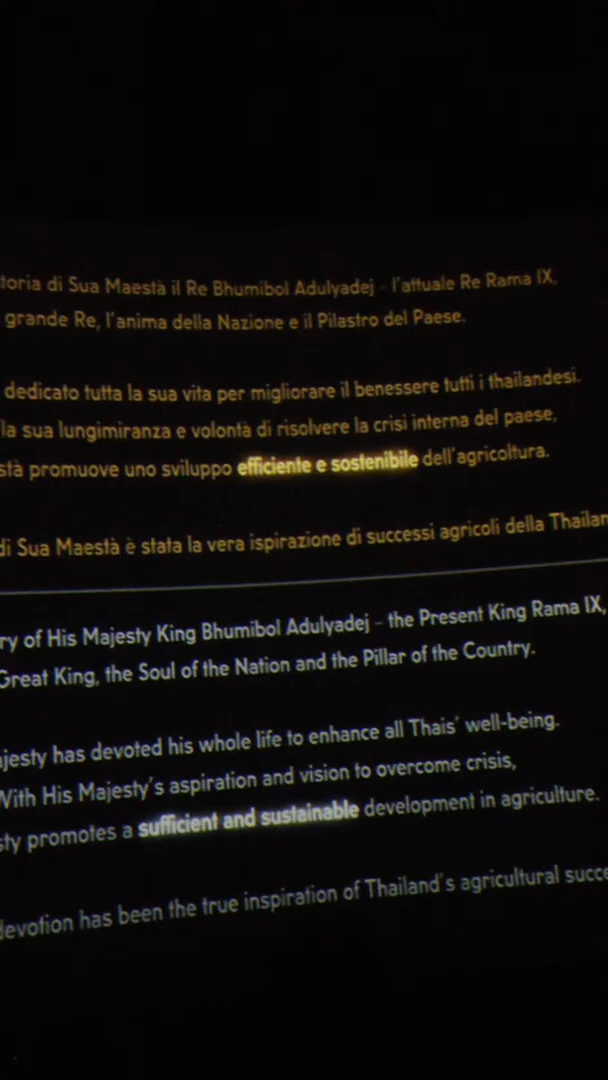 toria di Sua Maestà il Re Bhumibol Adulyadej - l'attuale Re Rama IX,
grande Re, l'anima della Nazione e il Pilastro del Paese.
dedicato tutta la sua vita per migliorare il benessere tutti i thailandesi.
la sua lungimiranza e volontà di risolvere la crisi interna del paese,
stà promuove uno sviluppo efficiente e sostenibile dell'agricoltura.
di Sua Maestà è stata la vera ispirazione di successi agricoli della Thailan
ry of His Majesty King Bhumibol Adulyadej - the Present King Rama IX,
Great King, the Soul of the Nation and the Pillar of the Country.
ajesty has devoted his whole life to enhance all Thais' well-being.
With His Majesty's aspiration and vision to overcome crisis,
sty promotes a sufficient and sustainable development in agriculture.
devotion has been the true inspiration of Thailand's agricultural succe